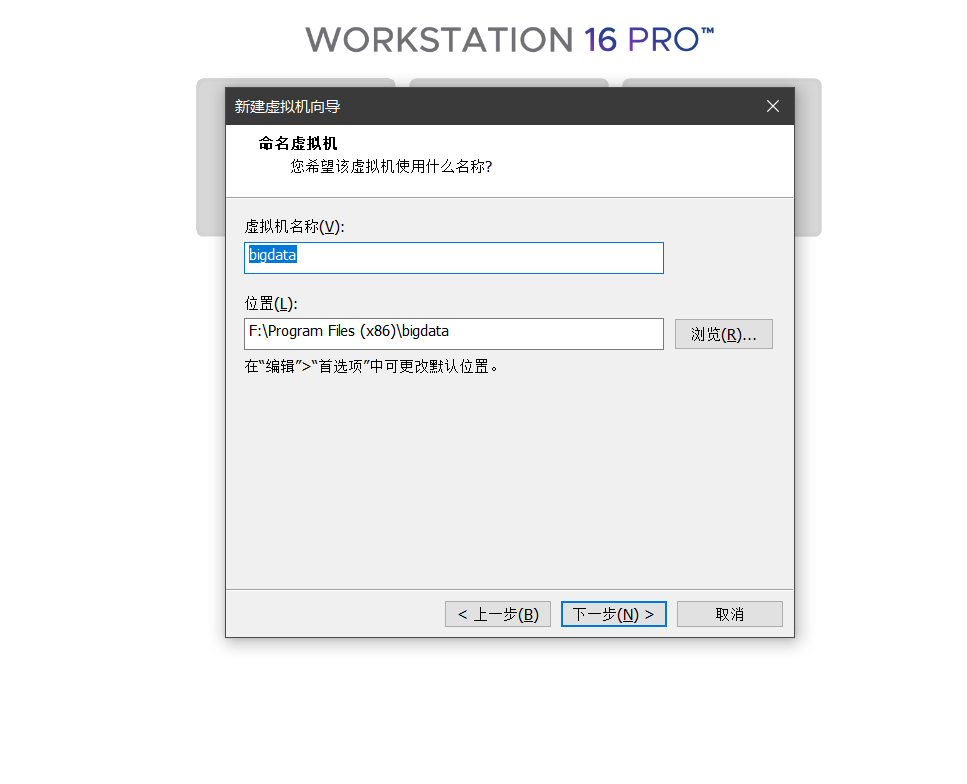 WORKSTATION 16 PRO™
新建虚拟机向导
命名虚拟机
您希望该虚拟机使用什么名称?
虚拟机名称(V):
bigdata
位置(L):
F:\Program Files (x86)\bigdata
浏览(R)...
在“编辑”>“首选项”中可更改默认位置。
< 上一步(B)
下一步(N) >
取消